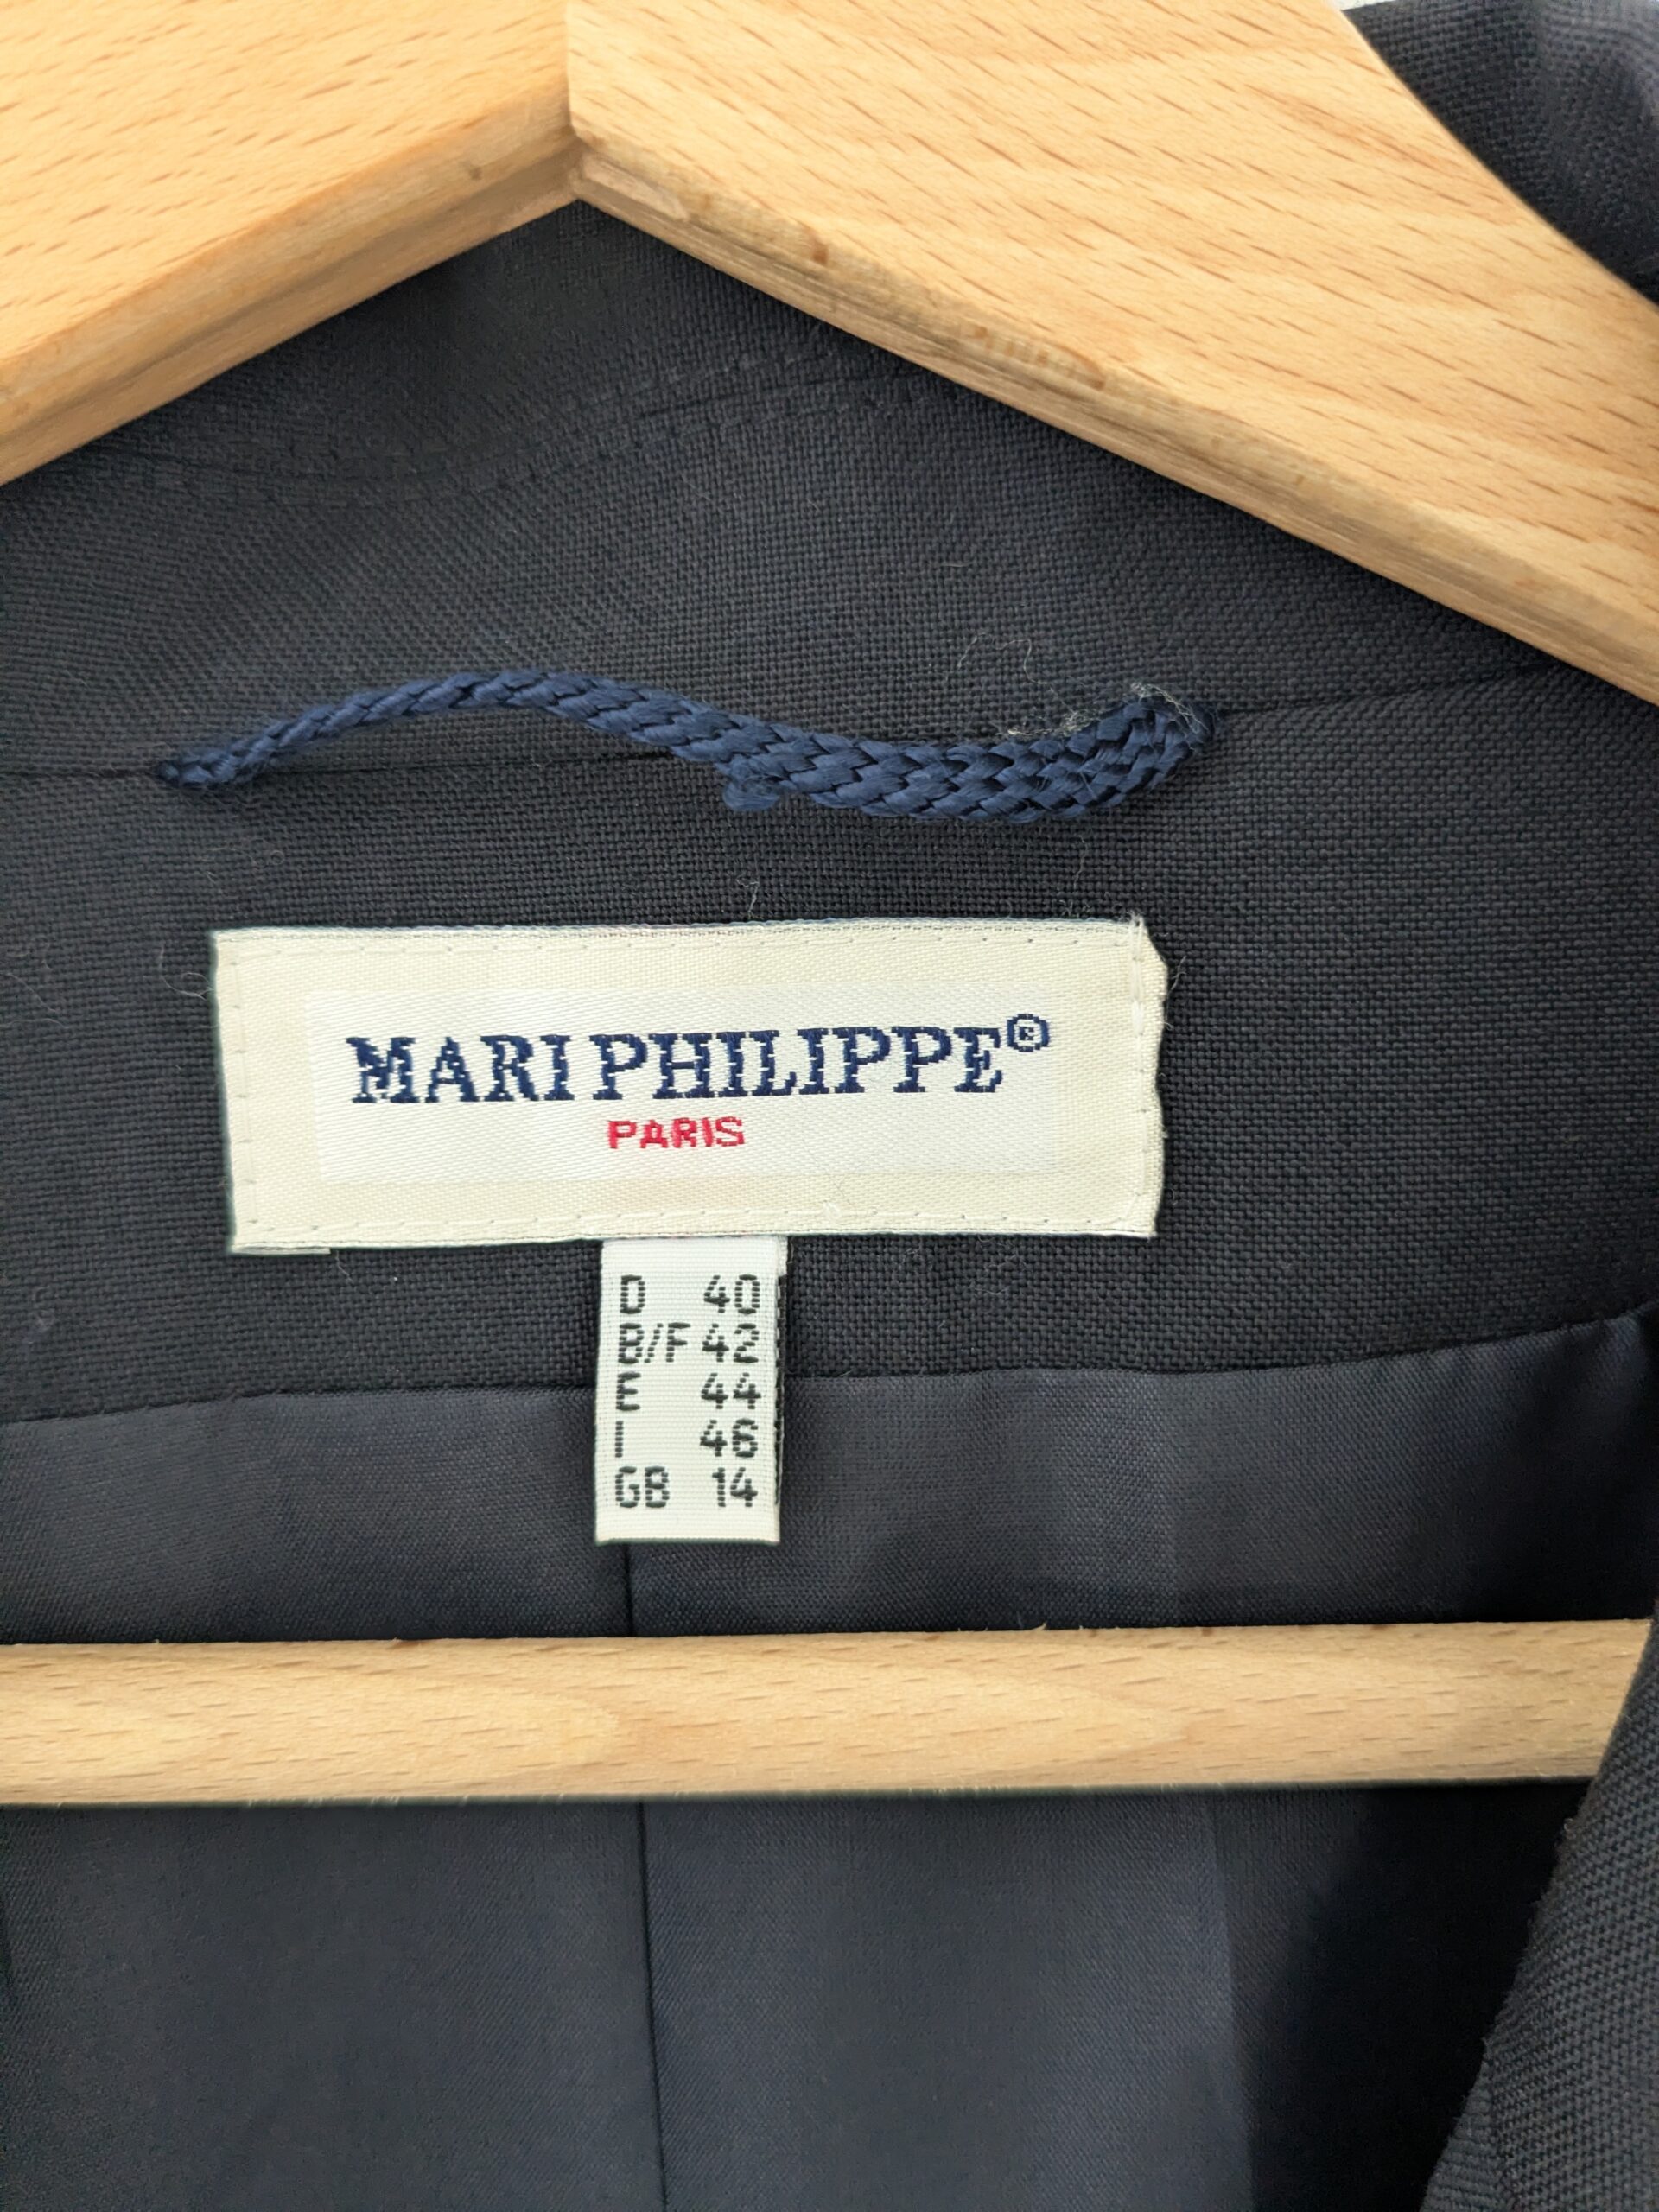 MARI PHILIPPE®
PARIS
D 40
B/F 42
E 44
I 46
GB 14